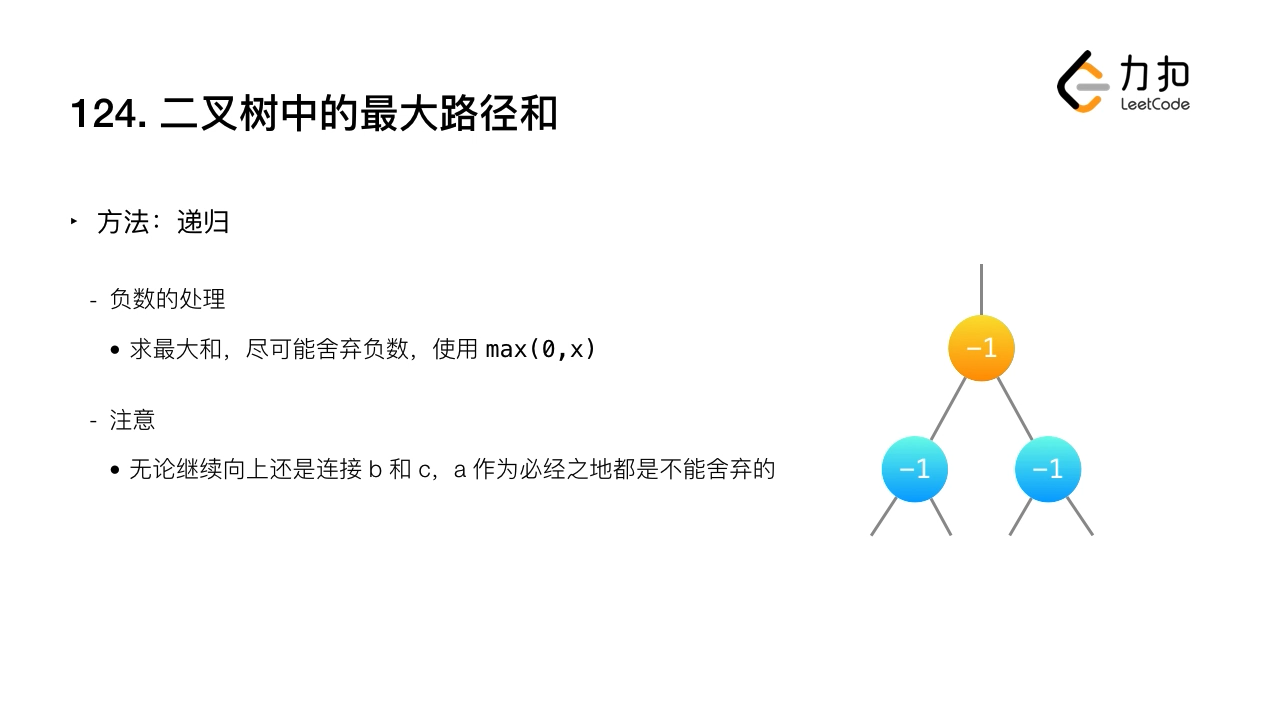 力扣
LeetCode
124. 二叉树中的最大路径和
‣ 方法：递归
- 负数的处理
• 求最大和，尽可能舍弃负数，使用 max(0,x)
- 注意
• 无论继续向上还是连接 b 和 c，a 作为必经之地都是不能舍弃的
−1
−1 −1